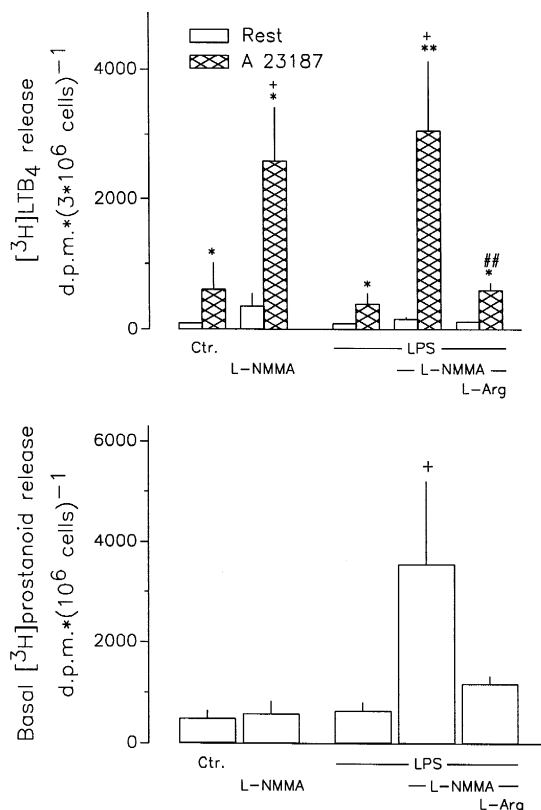 Rest
A 23187
[³H]LTB₄ release
d.p.m.*(3*10⁶ cells)⁻¹
4000
2000
0
*
+
*
*
+
**
##
*
Ctr.
LPS
L-NMMA
L-NMMA
L-Arg
Basal [³H]prostanoid release
d.p.m.*(10⁶ cells)⁻¹
6000
4000
2000
0
+
Ctr.
LPS
L-NMMA
L-NMMA
L-Arg